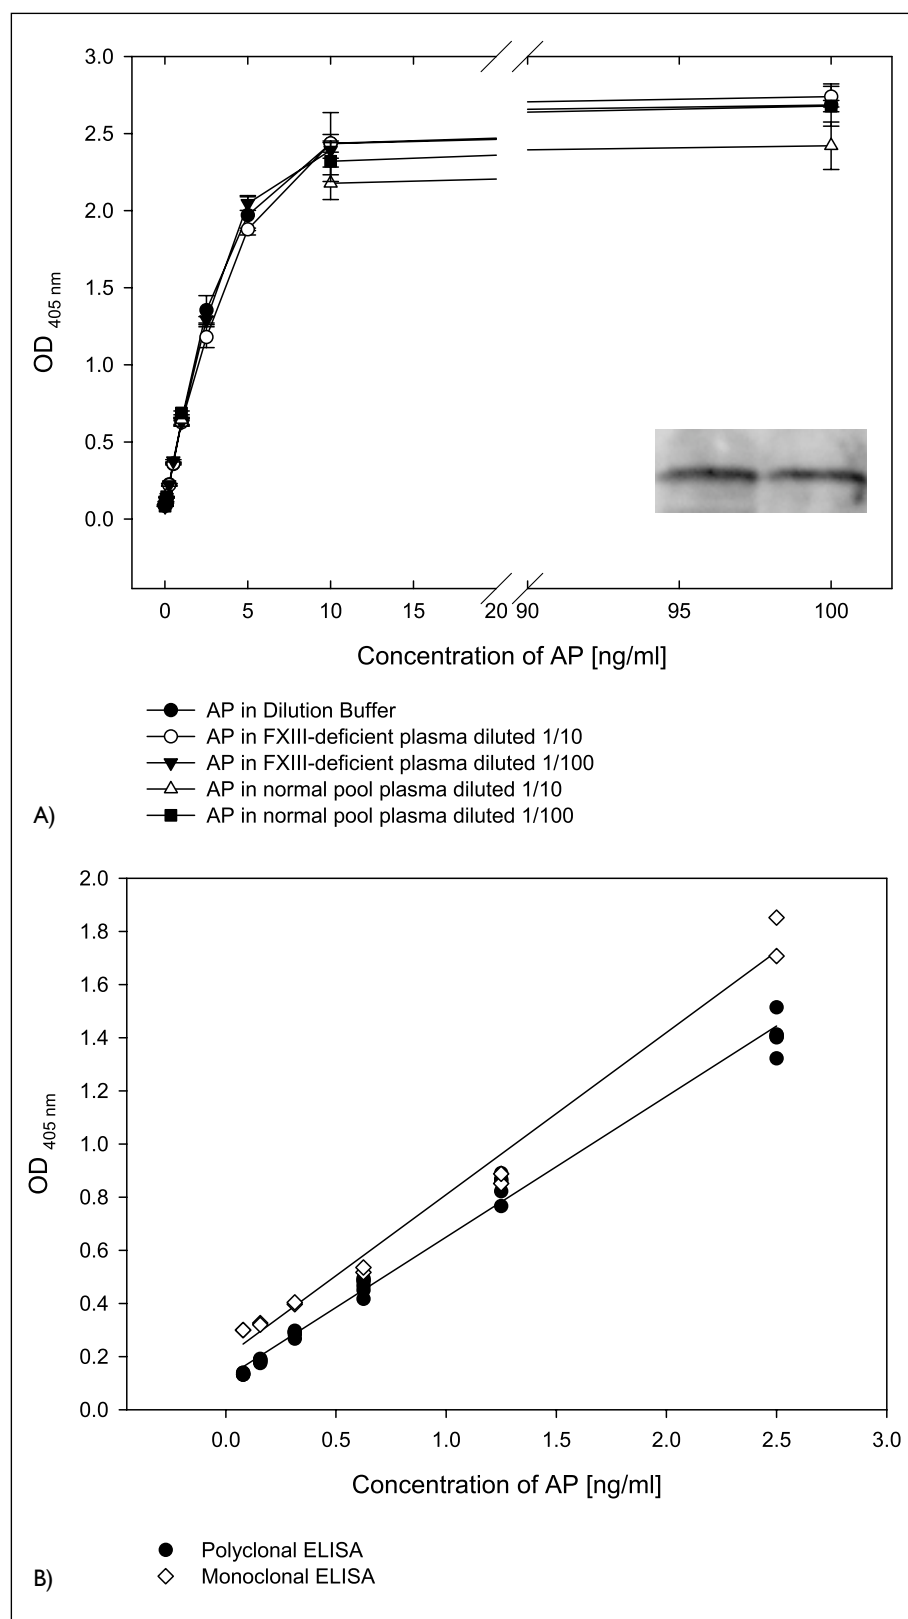 3.0
2.5
2.0
1.5
1.0
0.5
0.0
OD 405 nm
0 5 10 15 20 90 95 100
Concentration of AP [ng/ml]
AP in Dilution Buffer
AP in FXIII-deficient plasma diluted 1/10
AP in FXIII-deficient plasma diluted 1/100
AP in normal pool plasma diluted 1/10
AP in normal pool plasma diluted 1/100
A)
2.0
1.8
1.6
1.4
1.2
1.0
0.8
0.6
0.4
0.2
0.0
OD 405 nm
0.0 0.5 1.0 1.5 2.0 2.5 3.0
Concentration of AP [ng/ml]
Polyclonal ELISA
Monoclonal ELISA
B)